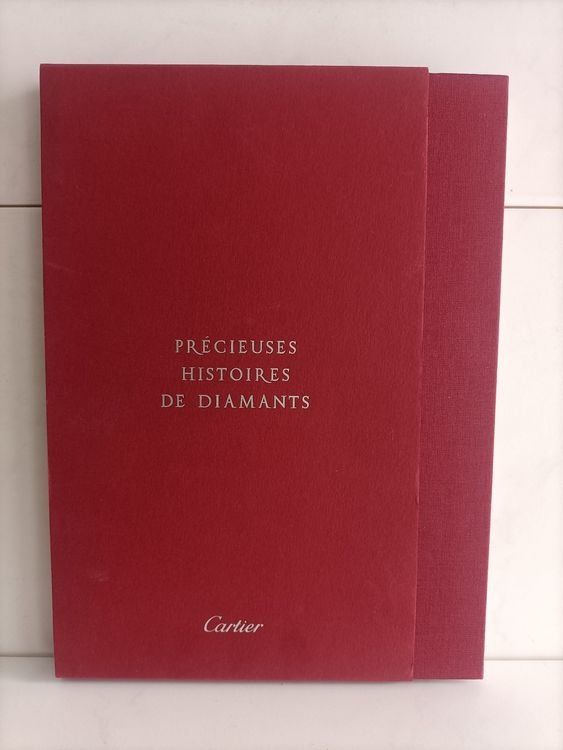 PRÉCIEUSES
HISTOIRES
DE DIAMANTS
Cartier